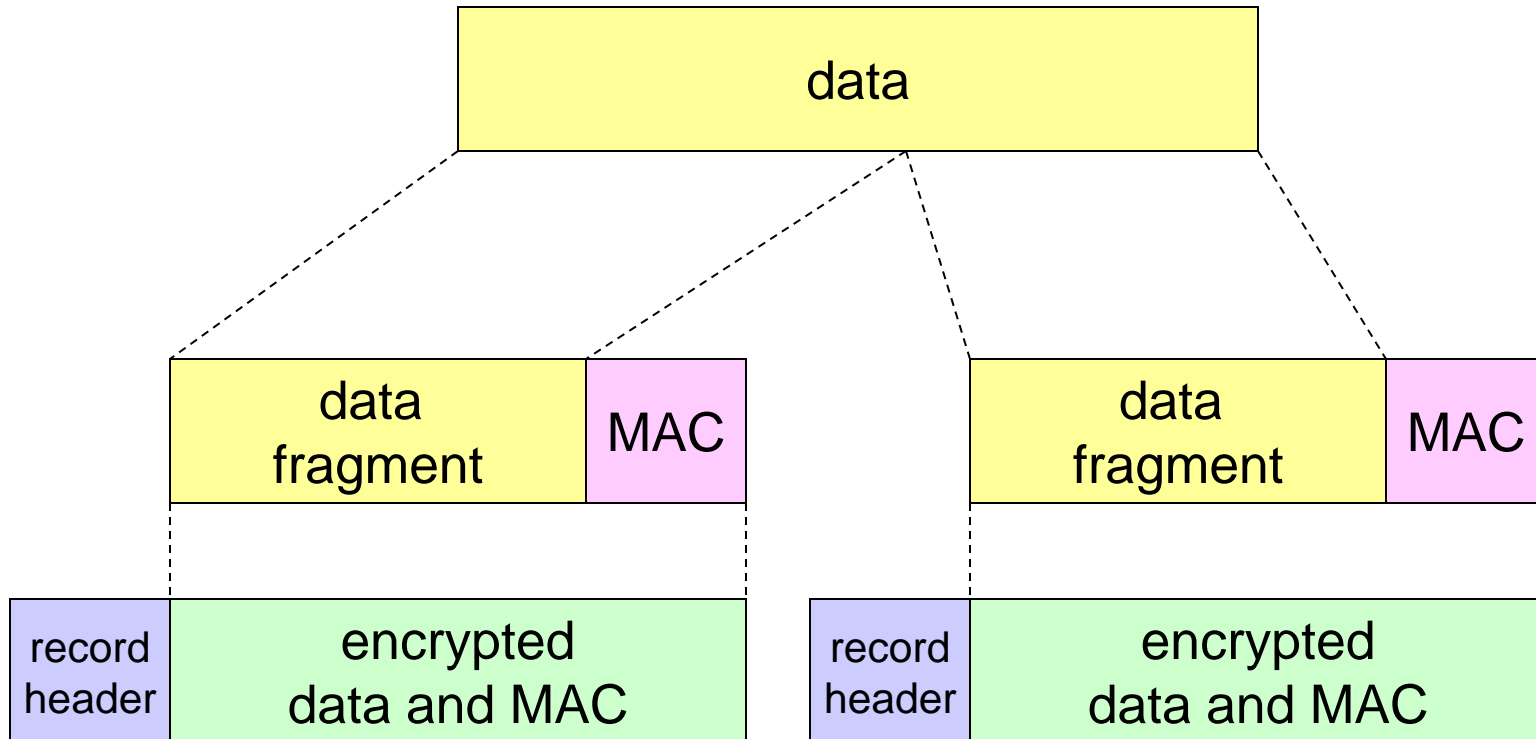 data
data
fragment
MAC
data
fragment
MAC
record
header
encrypted
data and MAC
record
header
encrypted
data and MAC